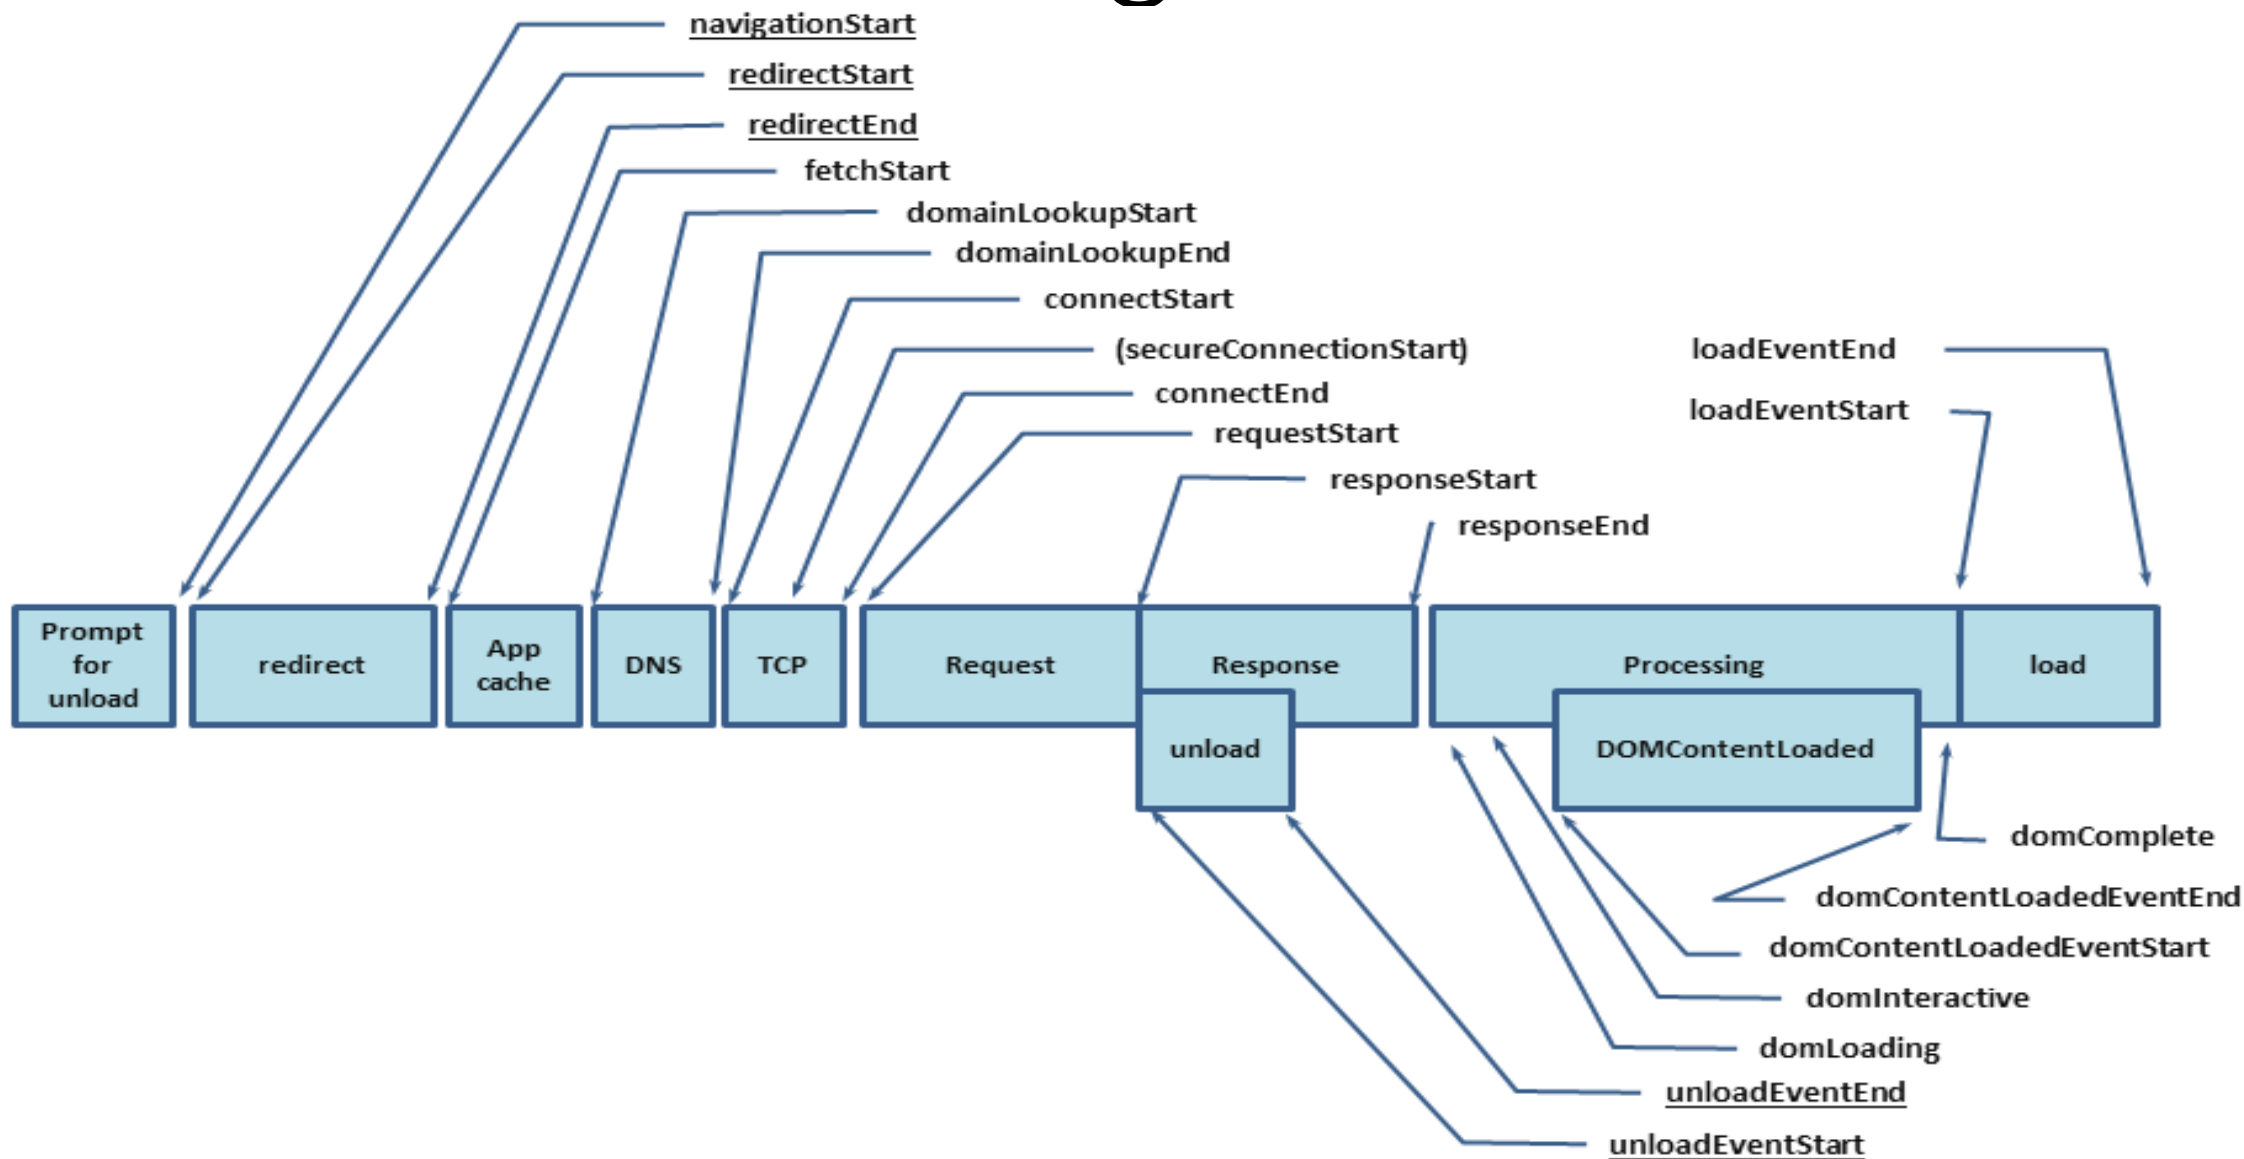 navigationStart
redirectStart
redirectEnd
fetchStart
domainLookupStart
domainLookupEnd
connectStart
(secureConnectionStart)
loadEventEnd
connectEnd
loadEventStart
requestStart
responseStart
responseEnd
Prompt
for
unload
redirect
App
cache
DNS
TCP
Request
Response
Processing
load
unload
DOMContentLoaded
domComplete
domContentLoadedEventEnd
domContentLoadedEventStart
domInteractive
domLoading
unloadEventEnd
unloadEventStart